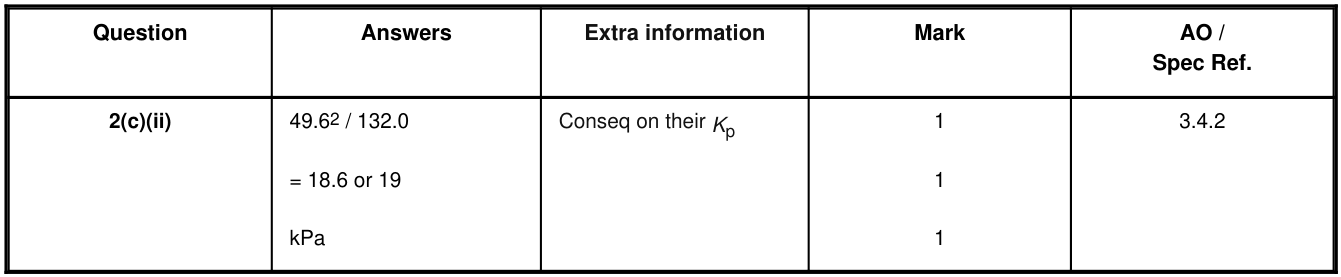 Question Answers Extra information Mark AO /
Spec Ref.
2(c)(ii) 49.6² / 132.0 Conseq on their Kp 1 3.4.2
= 18.6 or 19 1
kPa 1